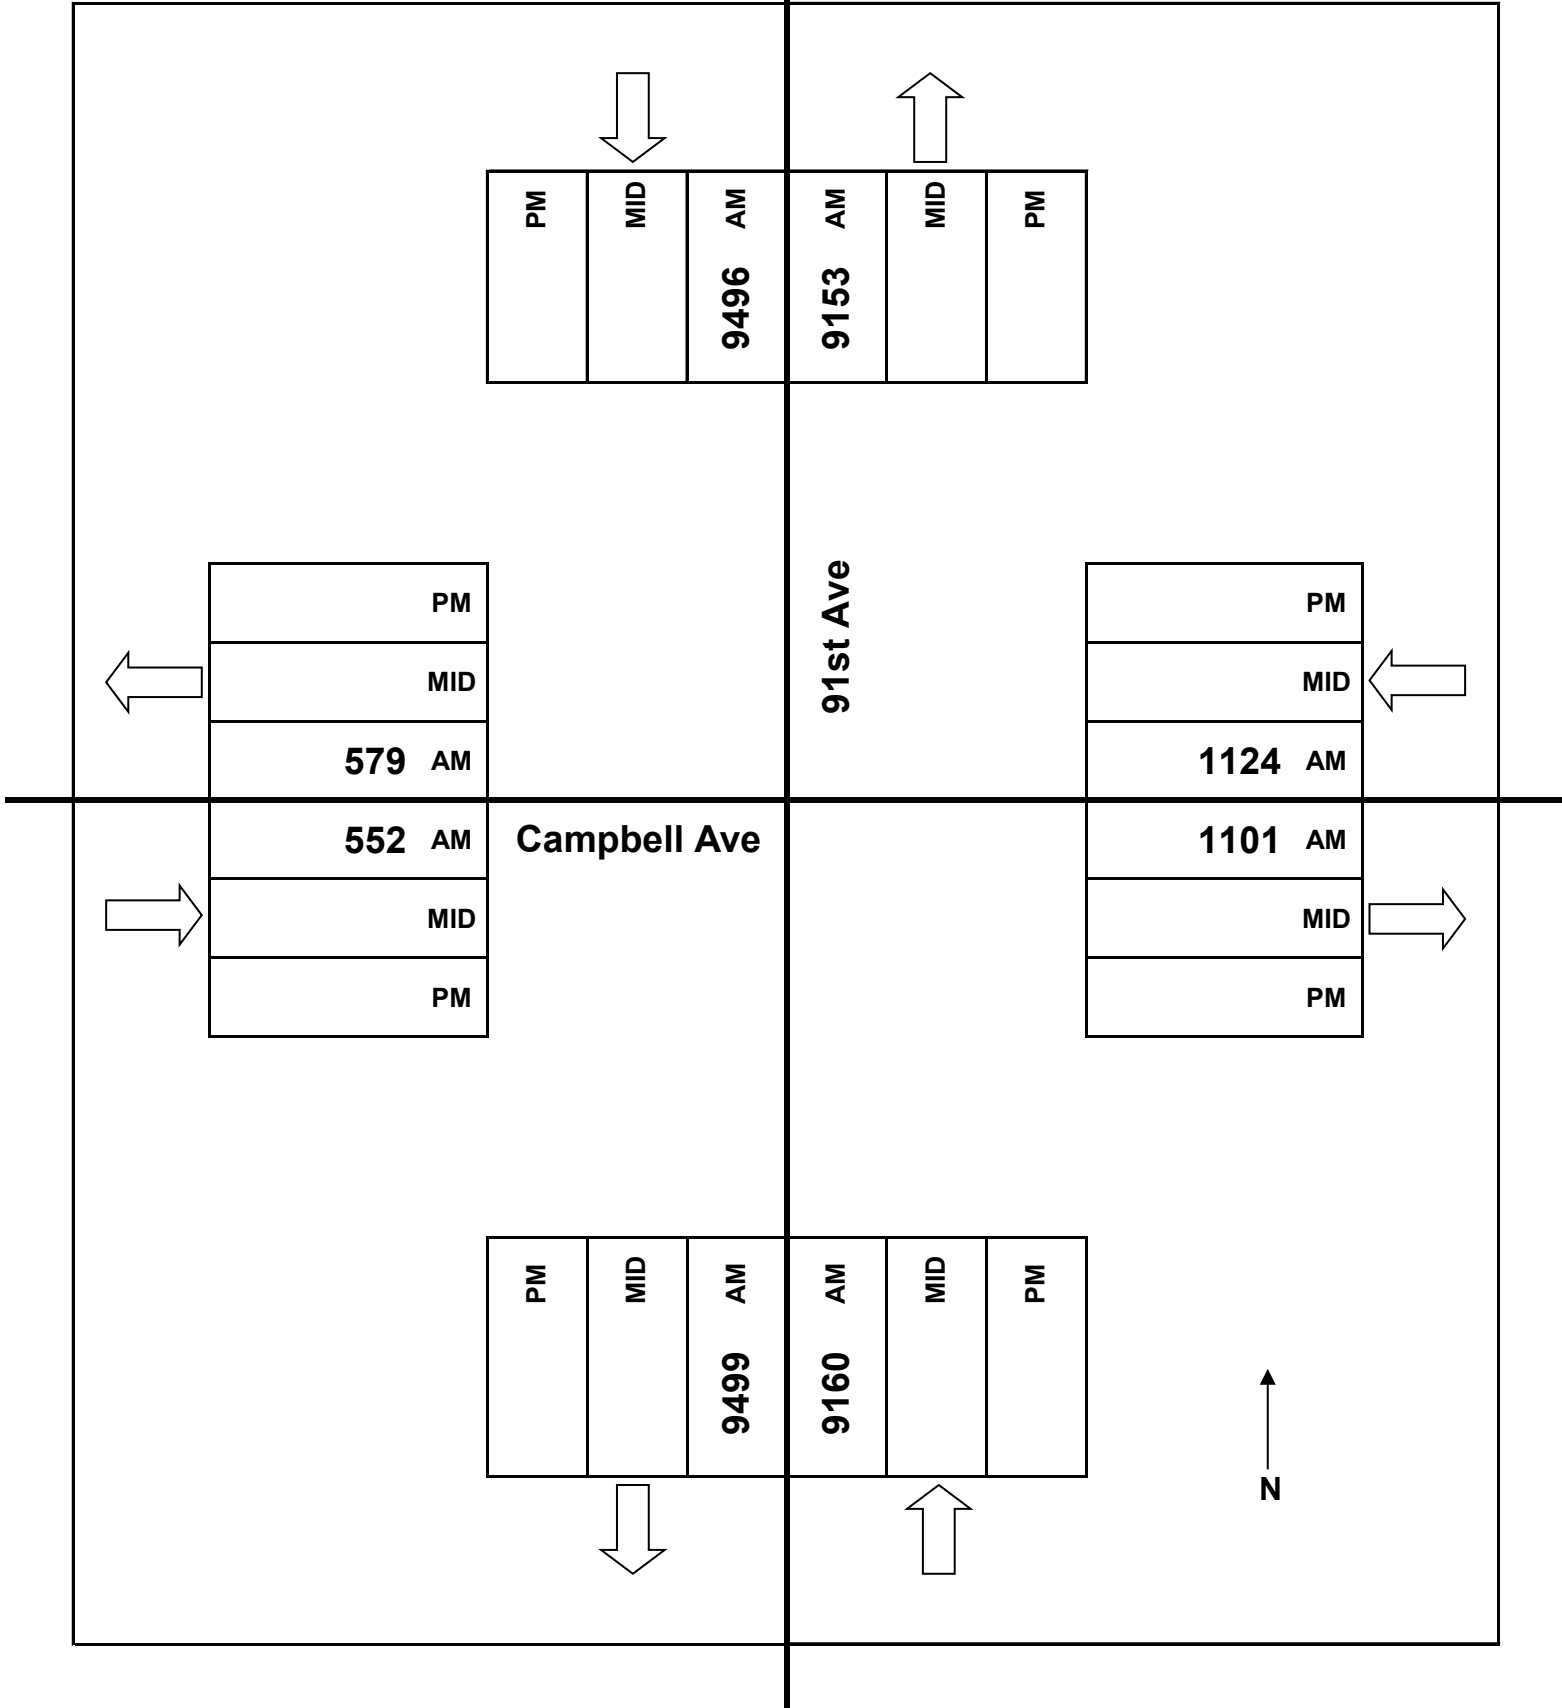 PM MID AM AM MID PM
9496 9153
91st Ave
PM
MID
579 AM
552 AM
MID
PM
Campbell Ave
PM
MID
1124 AM
1101 AM
MID
PM
PM MID AM AM MID PM
9499 9160
N